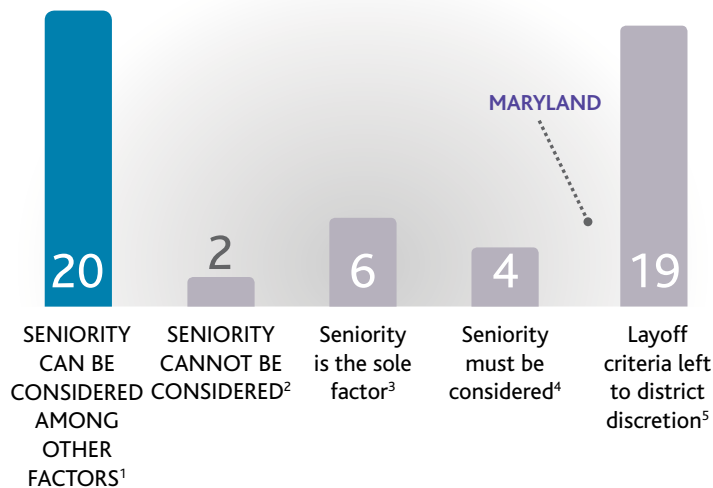 MARYLAND
20
2
6
4
19
SENIORITY
CAN BE
CONSIDERED
AMONG
OTHER
FACTORS¹
SENIORITY
CANNOT BE
CONSIDERED²
Seniority
is the sole
factor³
Seniority
must be
considered⁴
Layoff
criteria left
to district
discretion⁵